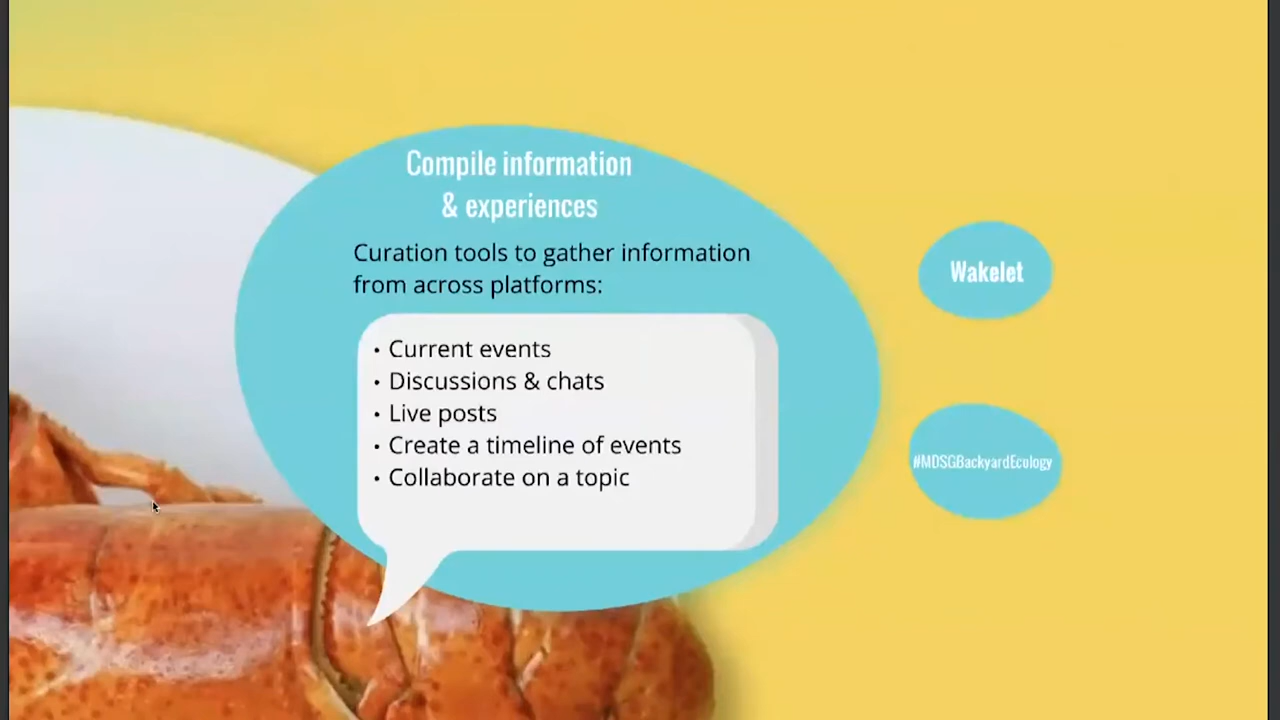 Compile information
& experiences
Curation tools to gather information
from across platforms:
• Current events
• Discussions & chats
• Live posts
• Create a timeline of events
• Collaborate on a topic
Wakelet
#MDSGBackyardEcology